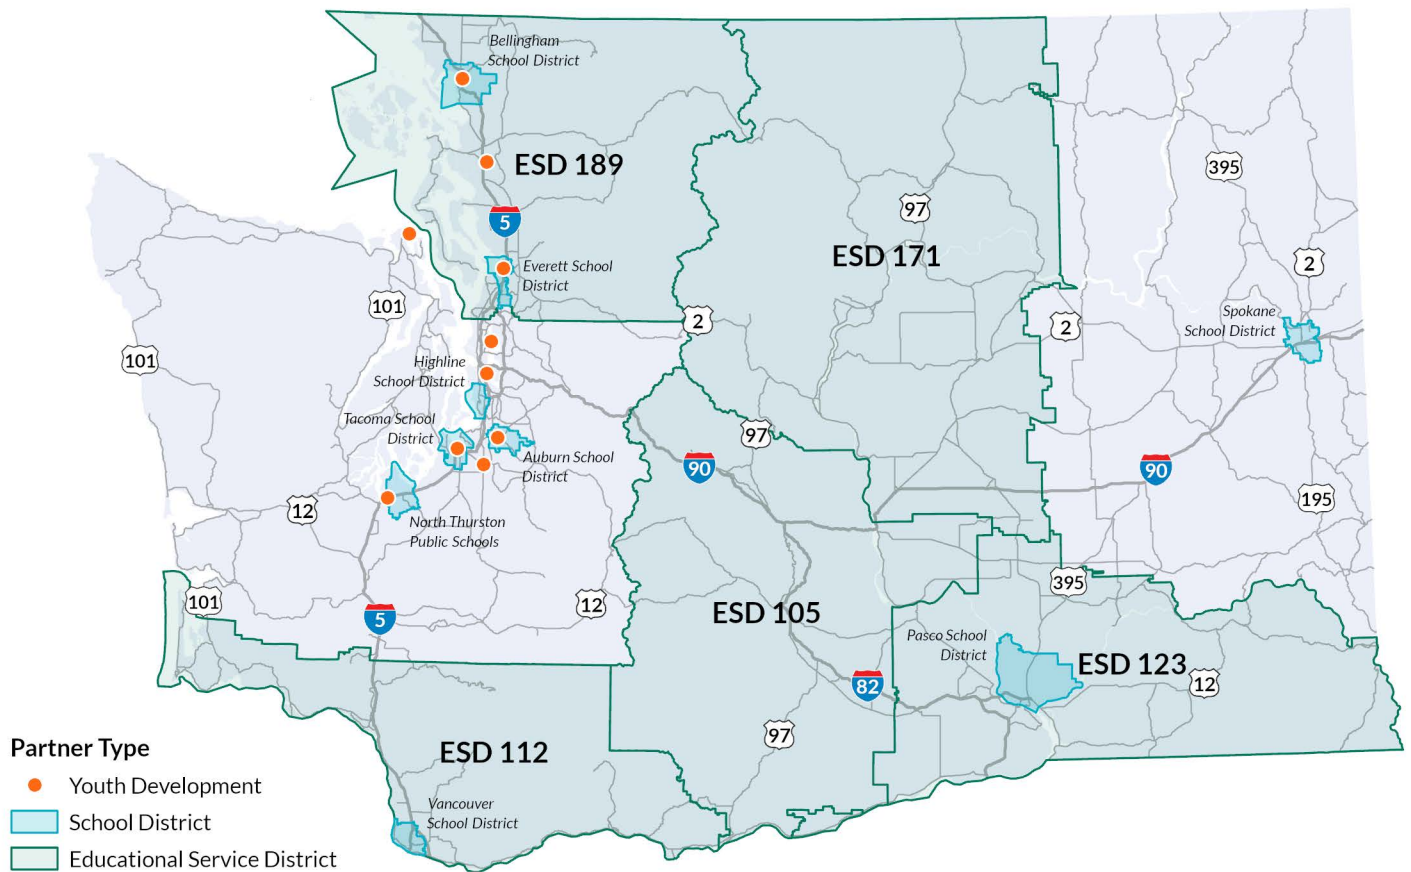 Bellingham
School District
ESD 189
395
97
5
ESD 171
2
Everett School
District
101
2
2
Spokane
School District
101
Highline
School District
Tacoma School
District
97
Auburn School
District
90
90
195
12
North Thurston
Public Schools
395
101
12
5
ESD 105
Pasco School
District
ESD 123
82
12
97
ESD 112
Vancouver
School District
Partner Type
Youth Development
School District
Educational Service District